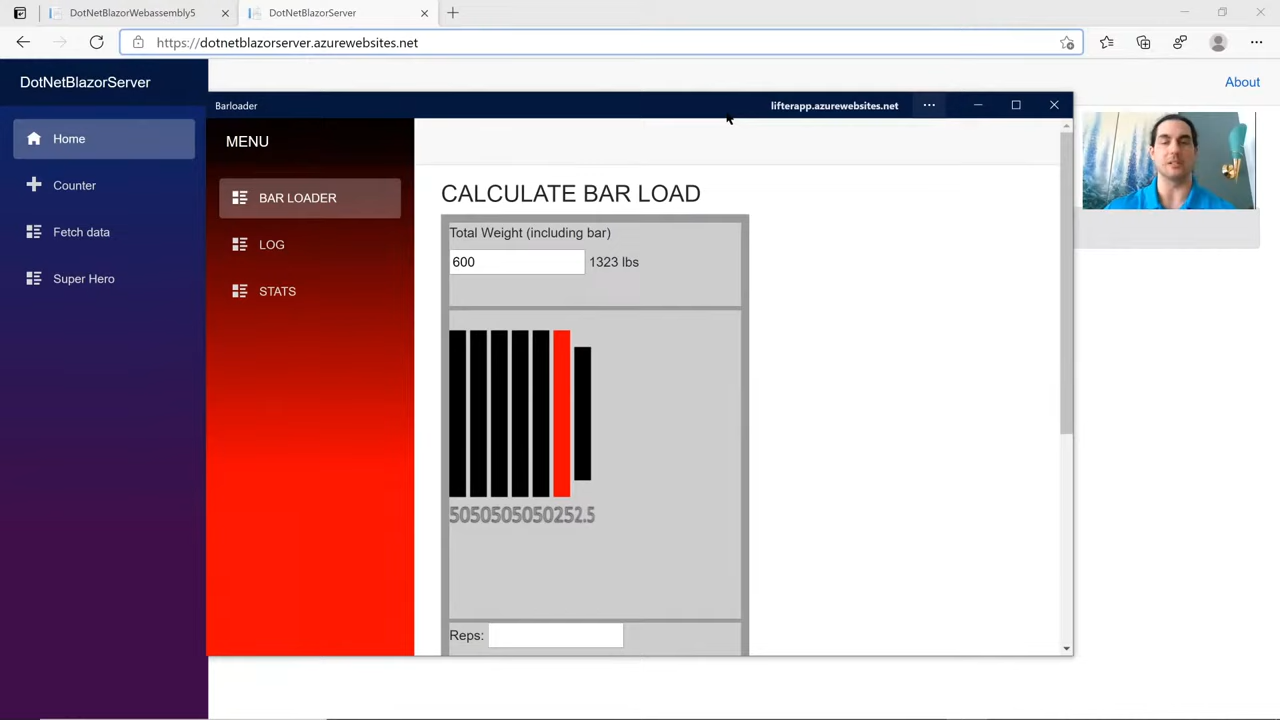 DotNetBlazorWebassembly5
DotNetBlazorServer
https://dotnetblazorserver.azurewebsites.net
DotNetBlazorServer
About
Home
Counter
Fetch data
Super Hero
Barloader
lifterapp.azurewebsites.net
MENU
BAR LOADER
LOG
STATS
CALCULATE BAR LOAD
Total Weight (including bar)
600 1323 lbs
5050505050252.5
Reps: